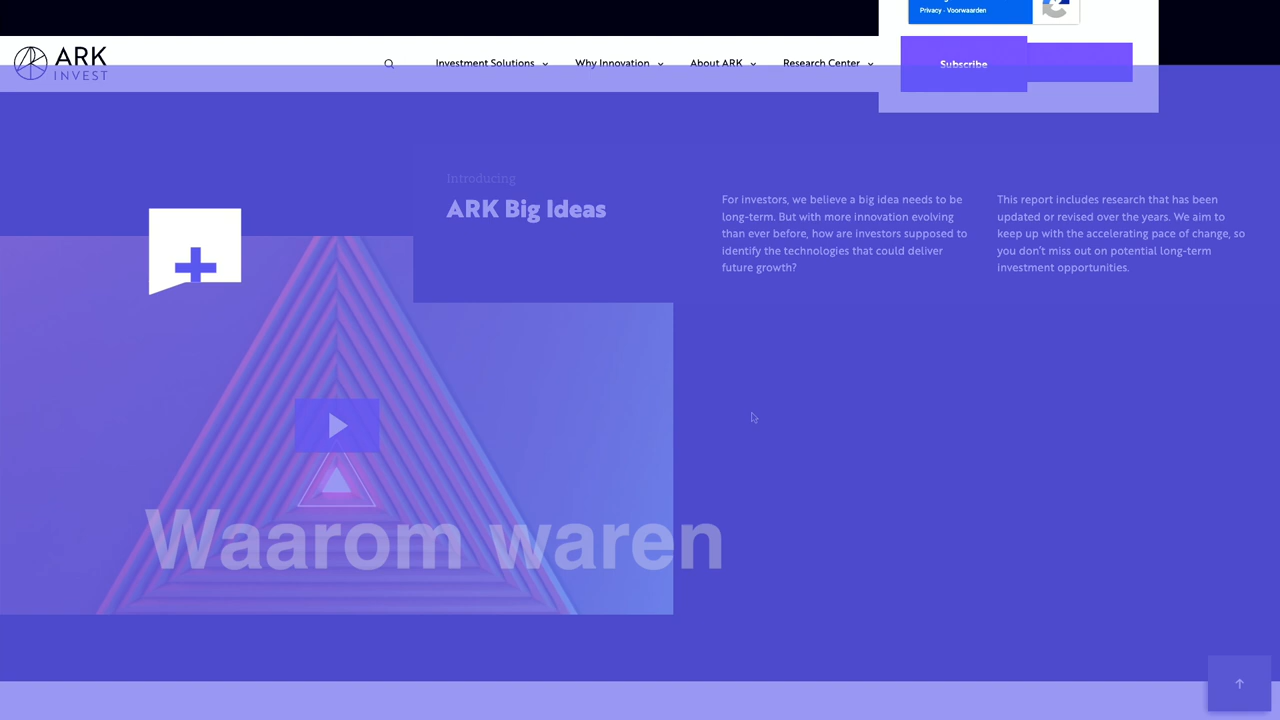 Privacy - Voorwaarden
ARK
INVEST
Investment Solutions
Why Innovation
About ARK
Research Center
Subscribe
Introducing
ARK Big Ideas
For investors, we believe a big idea needs to be
long-term. But with more innovation evolving
than ever before, how are investors supposed to
identify the technologies that could deliver
future growth?
This report includes research that has been
updated or revised over the years. We aim to
keep up with the accelerating pace of change, so
you don’t miss out on potential long-term
investment opportunities.
Waarom waren